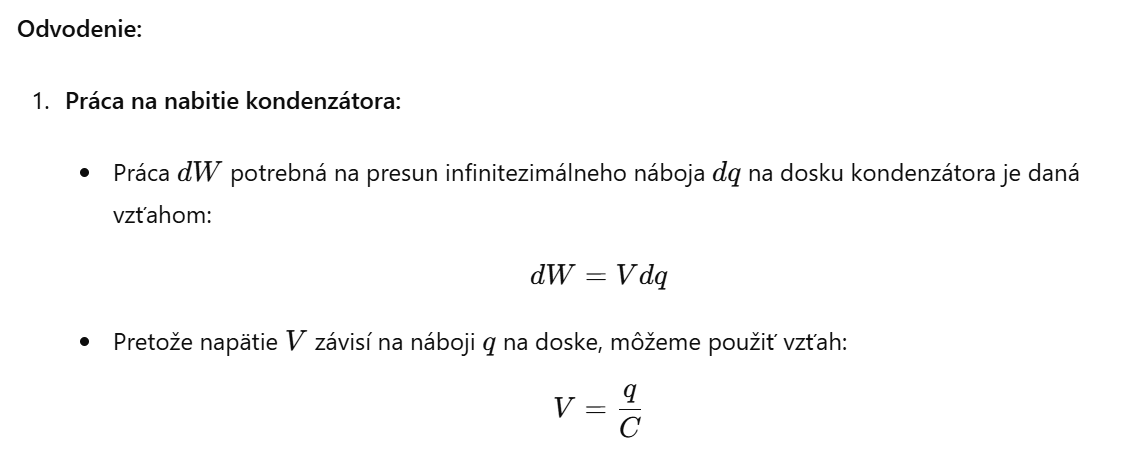 Odvodenie:
1. Práca na nabitie kondenzátora:
• Práca dW potrebná na presun infinitezimálneho náboja dq na dosku kondenzátora je daná
vzťahom:
dW = Vdq
• Pretože napätie V závisí na náboji q na doske, môžeme použiť vzťah:
V = q/C